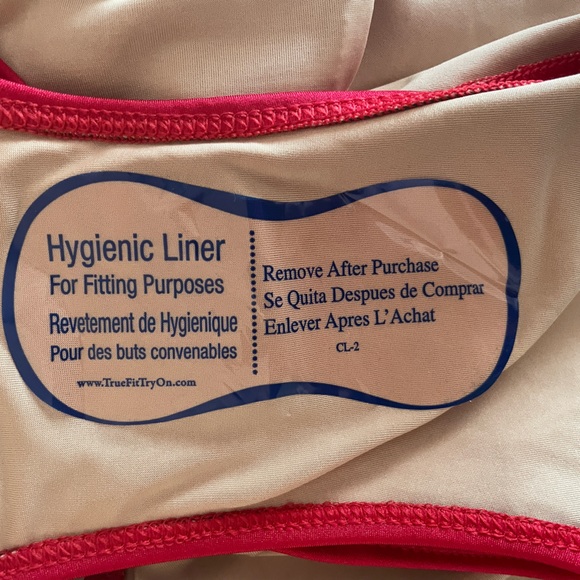 Hygienic Liner
For Fitting Purposes
Revetement de Hygienique
Pour des buts convenables
www.TrueFitTryOn.com
Remove After Purchase
Se Quita Despues de Comprar
Enlever Apres L'Achat
CL-2